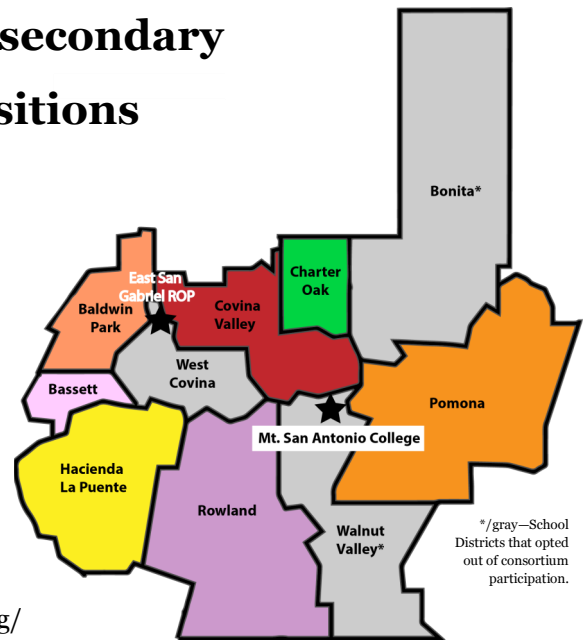 secondary
sitions
Bonita*
East San
Gabriel ROP
Charter
Oak
Baldwin
Park
Covina
Valley
West
Covina
Bassett
Pomona
Mt. San Antonio College
Hacienda
La Puente
Rowland
Walnut
Valley*
*/gray—School
Districts that opted
out of consortium
participation.
g/